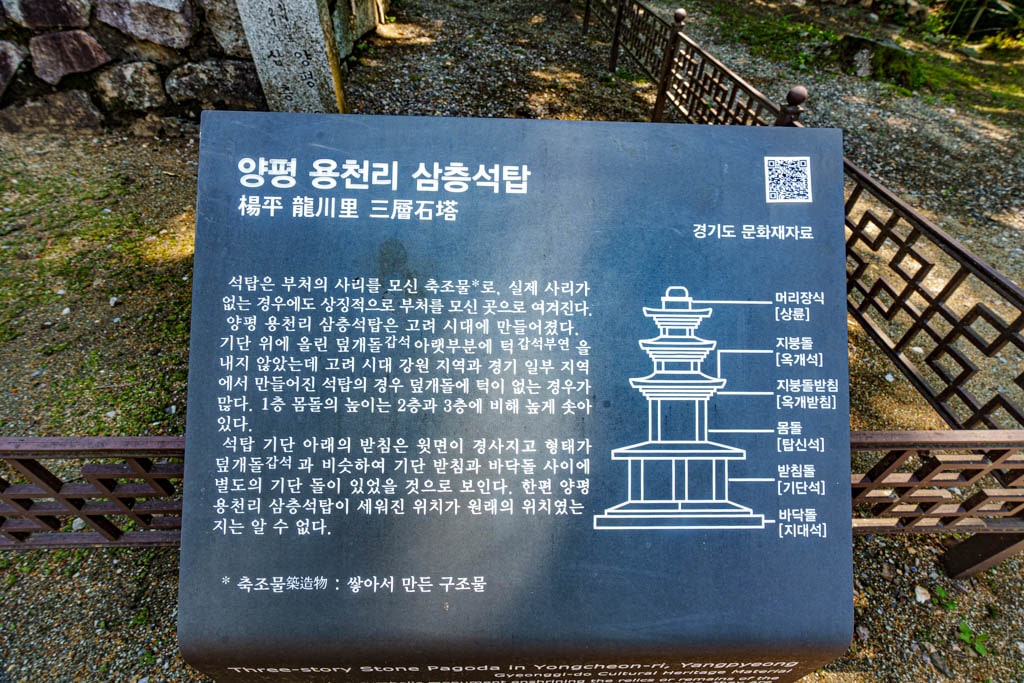 양평
신
양평 용천리 삼층석탑
楊平 龍川里 三層石塔
경기도 문화재자료
석탑은 부처의 사리를 모신 축조물*로, 실제 사리가
없는 경우에도 상징적으로 부처를 모신 곳으로 여겨진다.
양평 용천리 삼층석탑은 고려 시대에 만들어졌다.
기단 위에 올린 덮개돌갑석 아랫부분에 턱갑석부연을
내지 않았는데 고려 시대 강원 지역과 경기 일부 지역
에서 만들어진 석탑의 경우 덮개돌에 턱이 없는 경우가
많다. 1층 몸돌의 높이는 2층과 3층에 비해 높게 솟아
있다.
석탑 기단 아래의 받침은 윗면이 경사지고 형태가
덮개돌갑석과 비슷하여 기단 받침과 바닥돌 사이에
별도의 기단 돌이 있었을 것으로 보인다. 한편 양평
용천리 삼층석탑이 세워진 위치가 원래의 위치였는
지는 알 수 없다.
* 축조물築造物 : 쌓아서 만든 구조물
머리장식
[상륜]
지붕돌
[옥개석]
지붕돌받침
[옥개받침]
몸돌
[탑신석]
받침돌
[기단석]
바닥돌
[지대석]
Three-story Stone Pagoda in Yongcheon-ri, Yangpyeong
Gyeonggi-do Cultural Heritage Material
symbolic monument enshrining the relics or remains of the